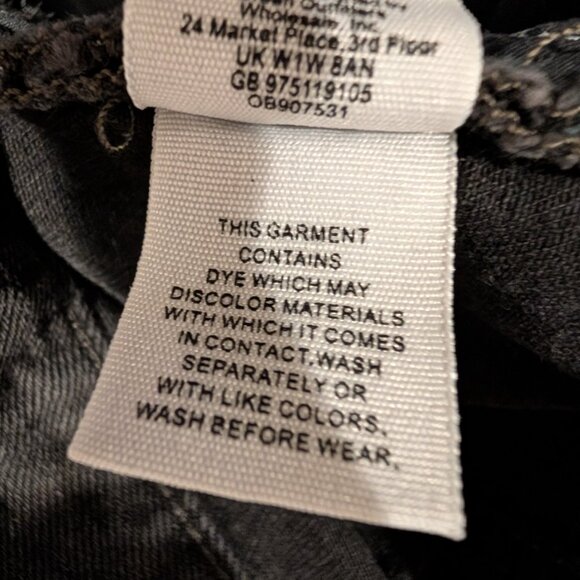 Wholesale, Inc.
24 Market Place, 3rd Floor
UK W1W 8AN
GB 975119105
OB907531
THIS GARMENT
CONTAINS
DYE WHICH MAY
DISCOLOR MATERIALS
WITH WHICH IT COMES
IN CONTACT. WASH
SEPARATELY OR
WITH LIKE COLORS.
WASH BEFORE WEAR.